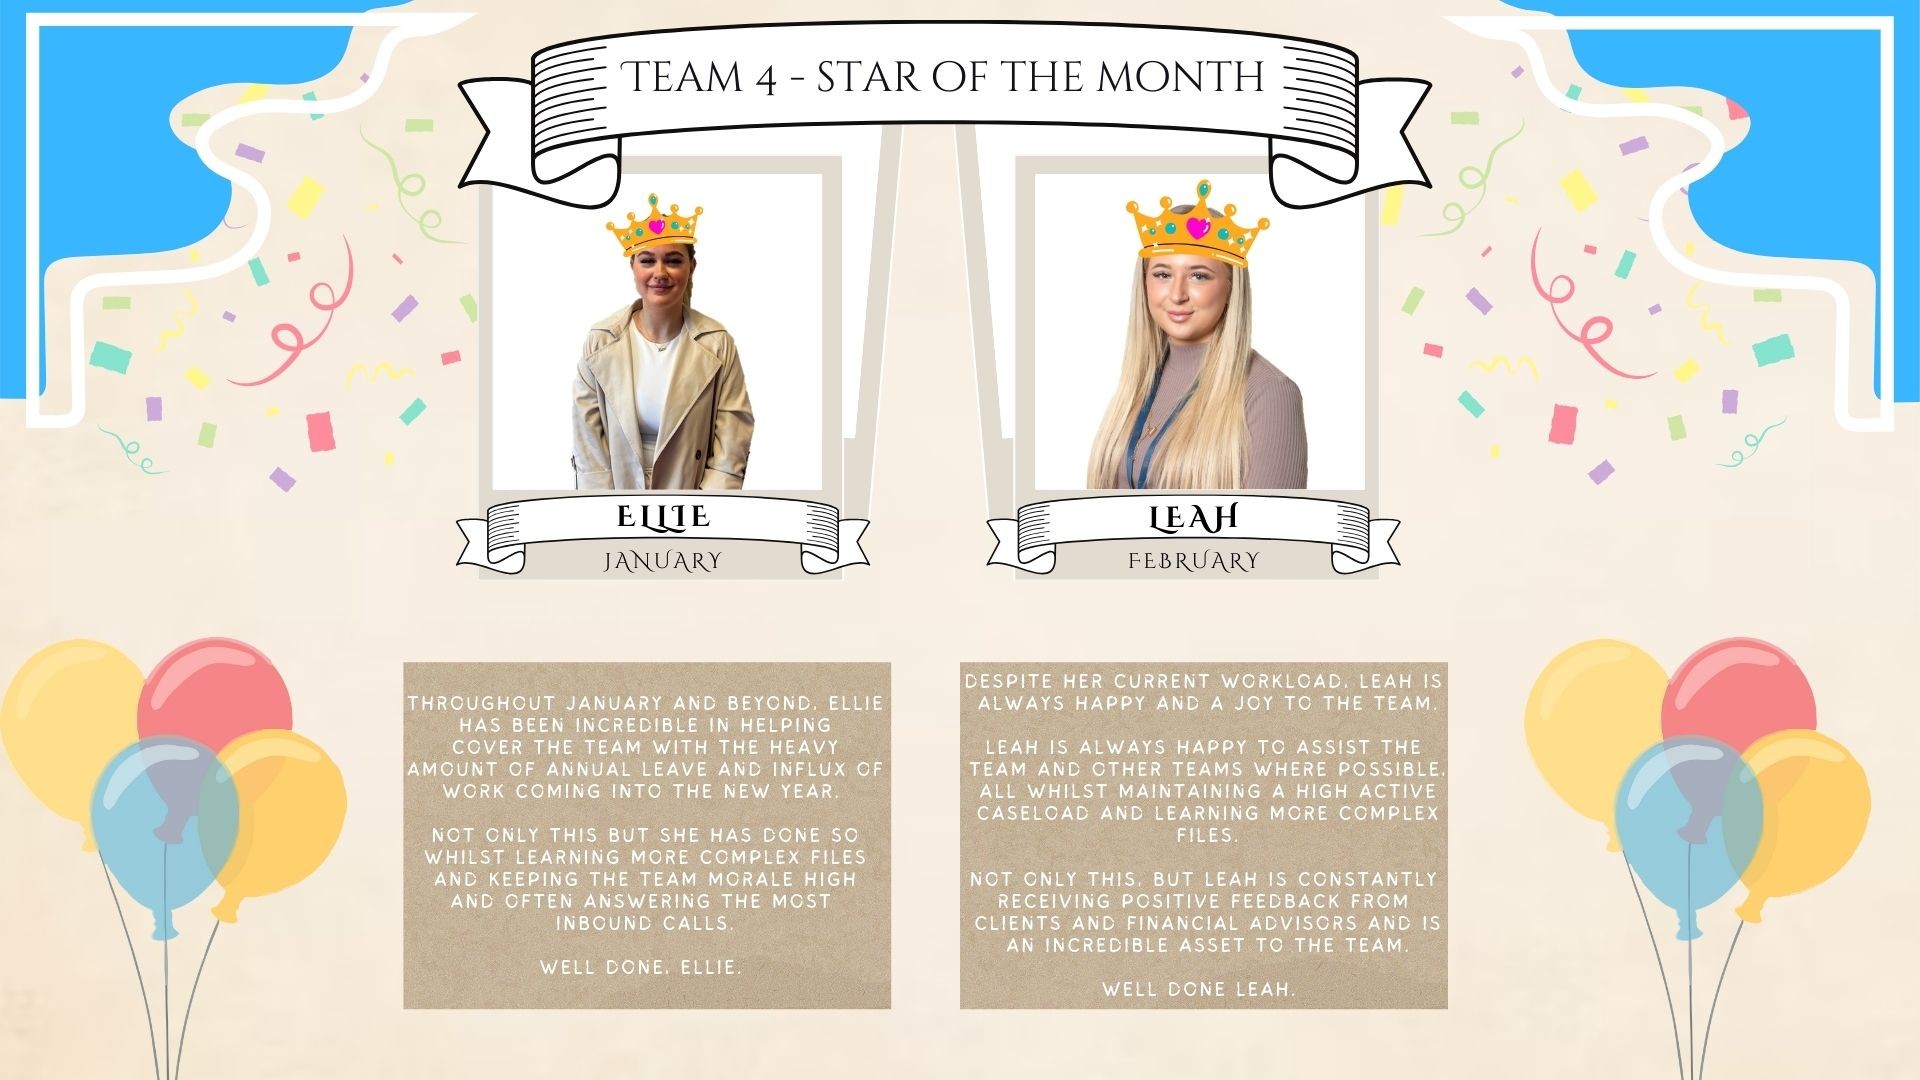 TEAM 4 - STAR OF THE MONTH
ELLIE
JANUARY
LEAH
FEBRUARY
THROUGHOUT JANUARY AND BEYOND, ELLIE
HAS BEEN INCREDIBLE IN HELPING
COVER THE TEAM WITH THE HEAVY
AMOUNT OF ANNUAL LEAVE AND INFLUX OF
WORK COMING INTO THE NEW YEAR.
NOT ONLY THIS BUT SHE HAS DONE SO
WHILST LEARNING MORE COMPLEX FILES
AND KEEPING THE TEAM MORALE HIGH
AND OFTEN ANSWERING THE MOST
INBOUND CALLS.
WELL DONE, ELLIE.
DESPITE HER CURRENT WORKLOAD, LEAH IS
ALWAYS HAPPY AND A JOY TO THE TEAM.
LEAH IS ALWAYS HAPPY TO ASSIST THE
TEAM AND OTHER TEAMS WHERE POSSIBLE,
ALL WHILST MAINTAINING A HIGH ACTIVE
CASELOAD AND LEARNING MORE COMPLEX
FILES.
NOT ONLY THIS, BUT LEAH IS CONSTANTLY
RECEIVING POSITIVE FEEDBACK FROM
CLIENTS AND FINANCIAL ADVISORS AND IS
AN INCREDIBLE ASSET TO THE TEAM.
WELL DONE LEAH.